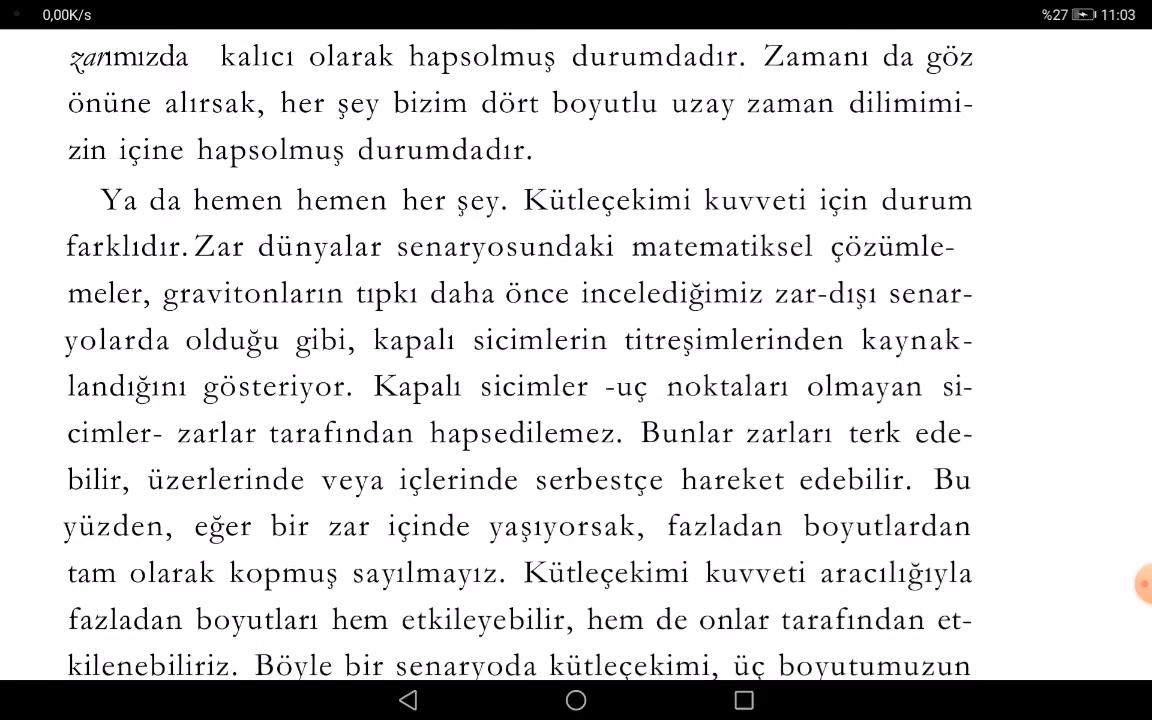 0,00K/s %27 11:03
zarımızda kalıcı olarak hapsolmuş durumdadır. Zamanı da göz
önüne alırsak, her şey bizim dört boyutlu uzay zaman dilimimi-
zin içine hapsolmuş durumdadır.
Ya da hemen hemen her şey. Kütleçekimi kuvveti için durum
farklıdır. Zar dünyalar senaryosundaki matematiksel çözümle-
meler, gravitonların tıpkı daha önce incelediğimiz zar-dışı senar-
yolarda olduğu gibi, kapalı sicimlerin titreşimlerinden kaynak-
landığını gösteriyor. Kapalı sicimler -uç noktaları olmayan si-
cimler- zarlar tarafından hapsedilemez. Bunlar zarları terk ede-
bilir, üzerlerinde veya içlerinde serbestçe hareket edebilir. Bu
yüzden, eğer bir zar içinde yaşıyorsak, fazladan boyutlardan
tam olarak kopmuş sayılmayız. Kütleçekimi kuvveti aracılığıyla
fazladan boyutları hem etkileyebilir, hem de onlar tarafından et-
kilenebiliriz. Böyle bir senaryoda kütleçekimi, üç boyutumuzun